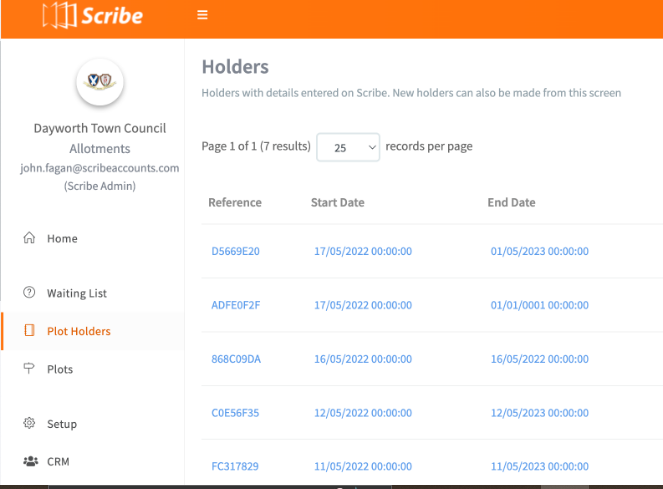 Scribe
Holders
Holders with details entered on Scribe. New holders can also be made from this screen
Dayworth Town Council
Allotments
john.fagan@scribeaccounts.com
(Scribe Admin)
Page 1 of 1 (7 results) 25 records per page
Reference Start Date End Date
Home
D5669E20 17/05/2022 00:00:00 01/05/2023 00:00:00
Waiting List
ADFE0F2F 17/05/2022 00:00:00 01/01/0001 00:00:00
Plot Holders
868C09DA 16/05/2022 00:00:00 16/05/2022 00:00:00
Plots
C0E56F35 12/05/2022 00:00:00 12/05/2023 00:00:00
Setup
CRM
FC317829 11/05/2022 00:00:00 11/05/2023 00:00:00